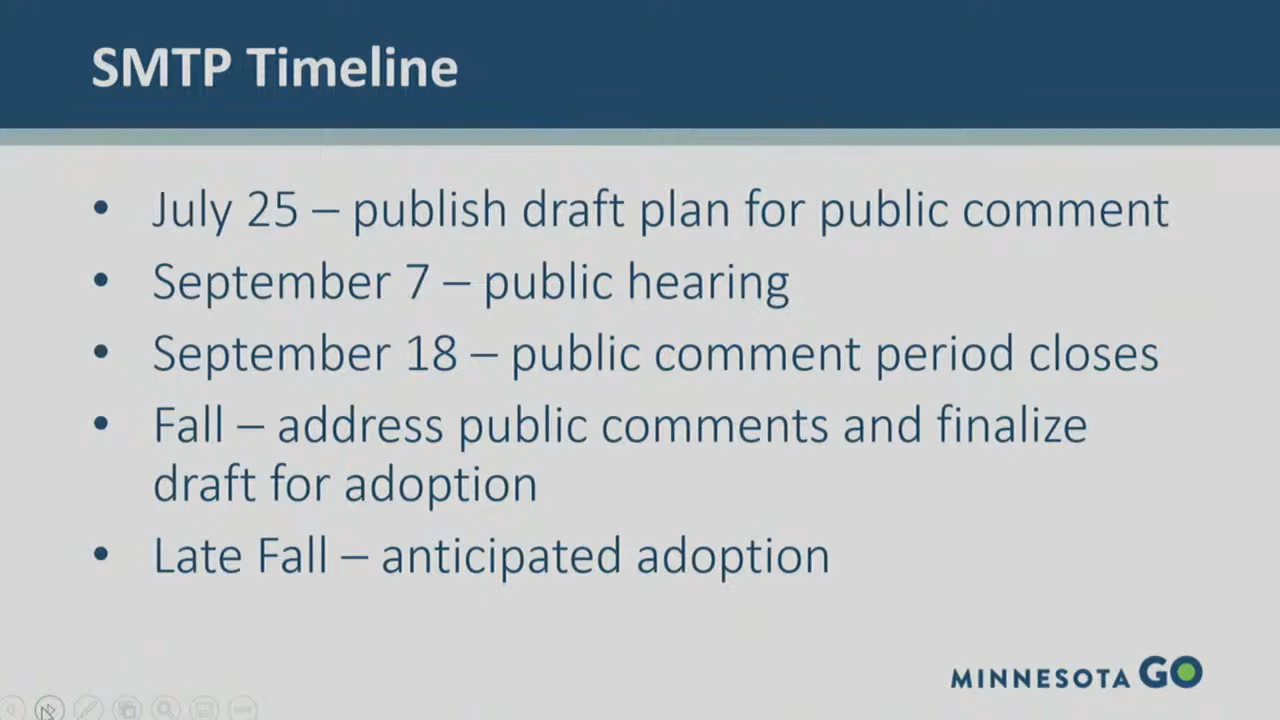 SMTP Timeline
• July 25 – publish draft plan for public comment
• September 7 – public hearing
• September 18 – public comment period closes
• Fall – address public comments and finalize
draft for adoption
• Late Fall – anticipated adoption
MINNESOTA GO